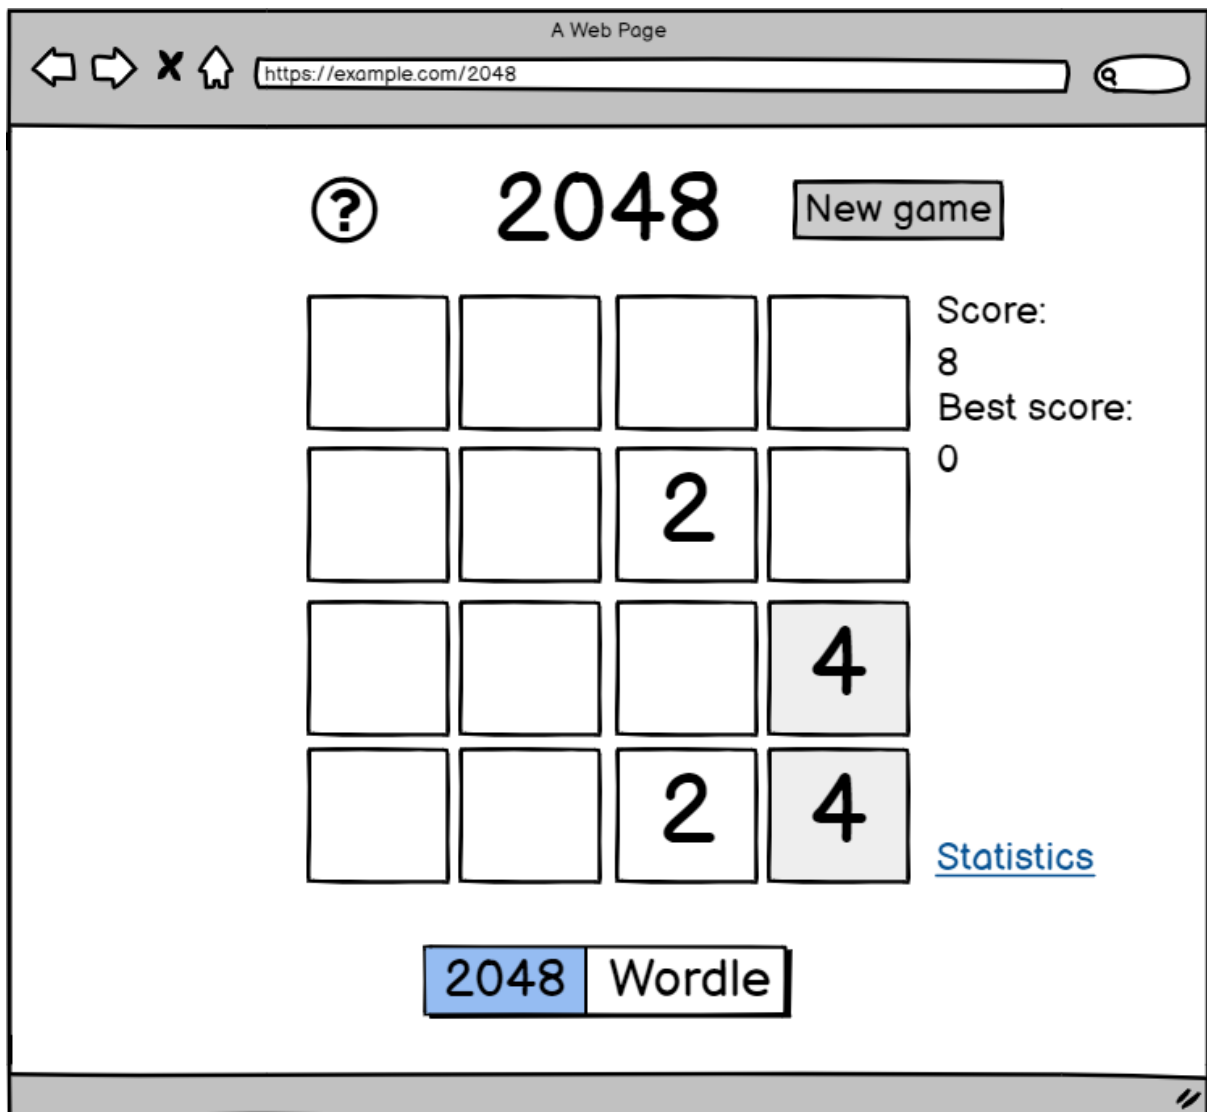 A Web Page
https://example.com/2048
?
2048
New game
Score:
8
Best score:
0
2
4
2 4
Statistics
2048 Wordle